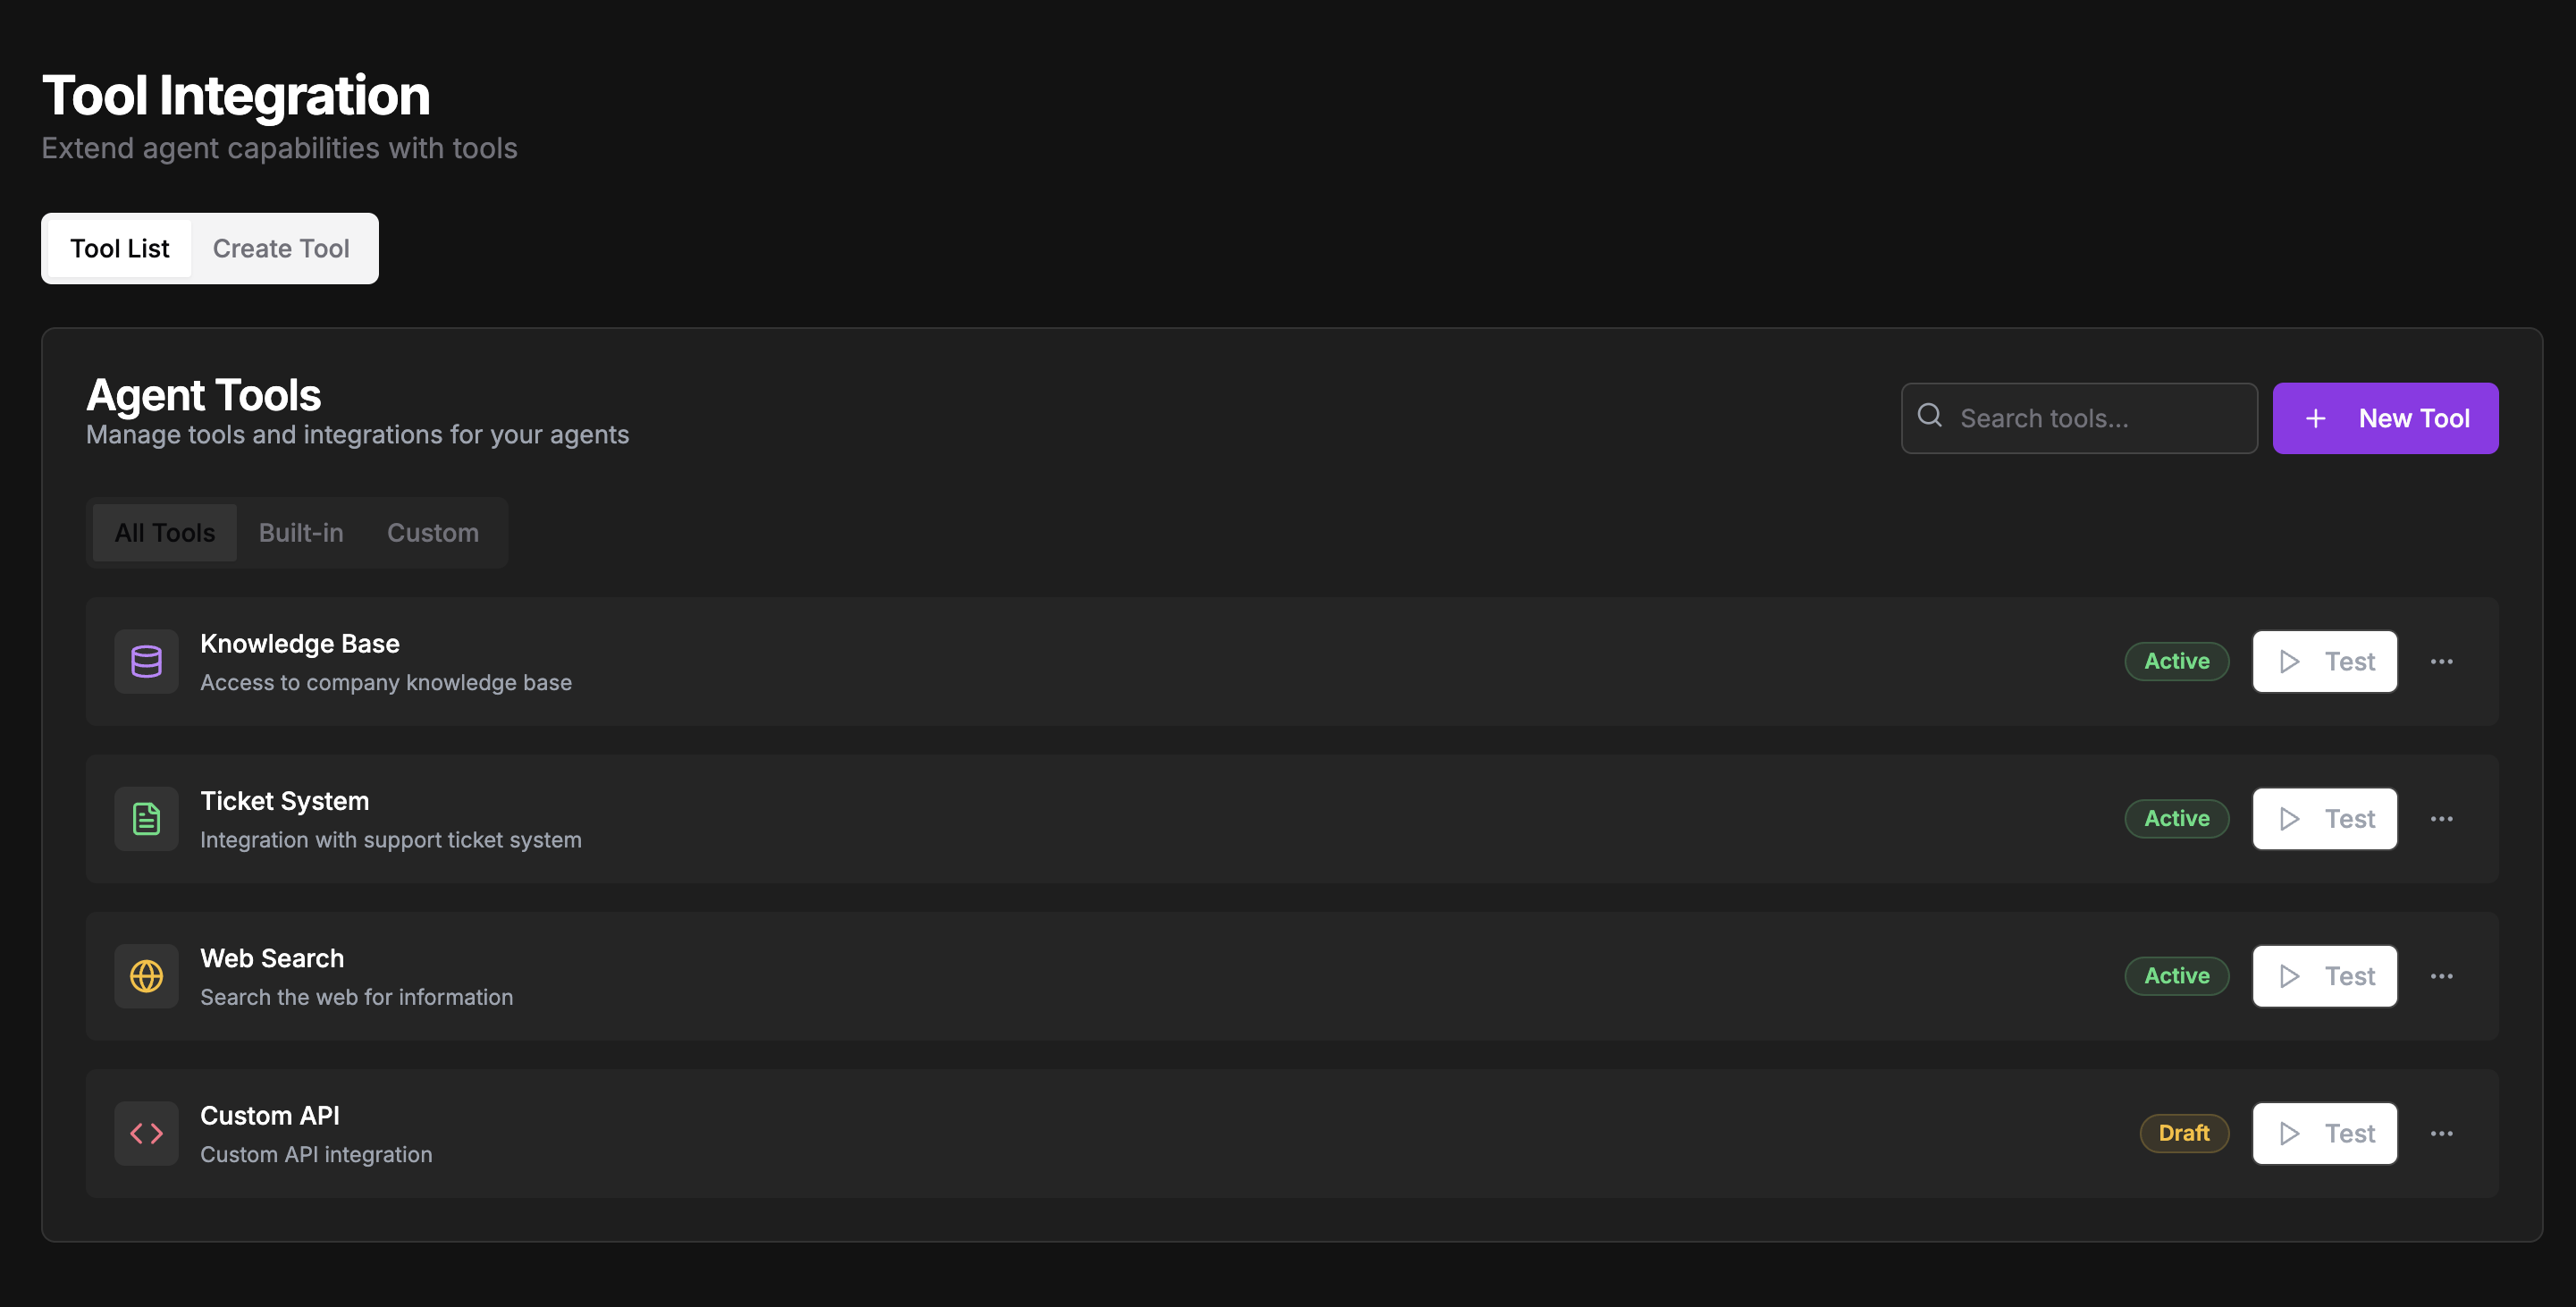 Tool Integration
Extend agent capabilities with tools
Tool List Create Tool
Agent Tools
Manage tools and integrations for your agents
Search tools...
New Tool
All Tools Built-in Custom
Knowledge Base
Access to company knowledge base
Active
Test
Ticket System
Integration with support ticket system
Active
Test
Web Search
Search the web for information
Active
Test
Custom API
Custom API integration
Draft
Test